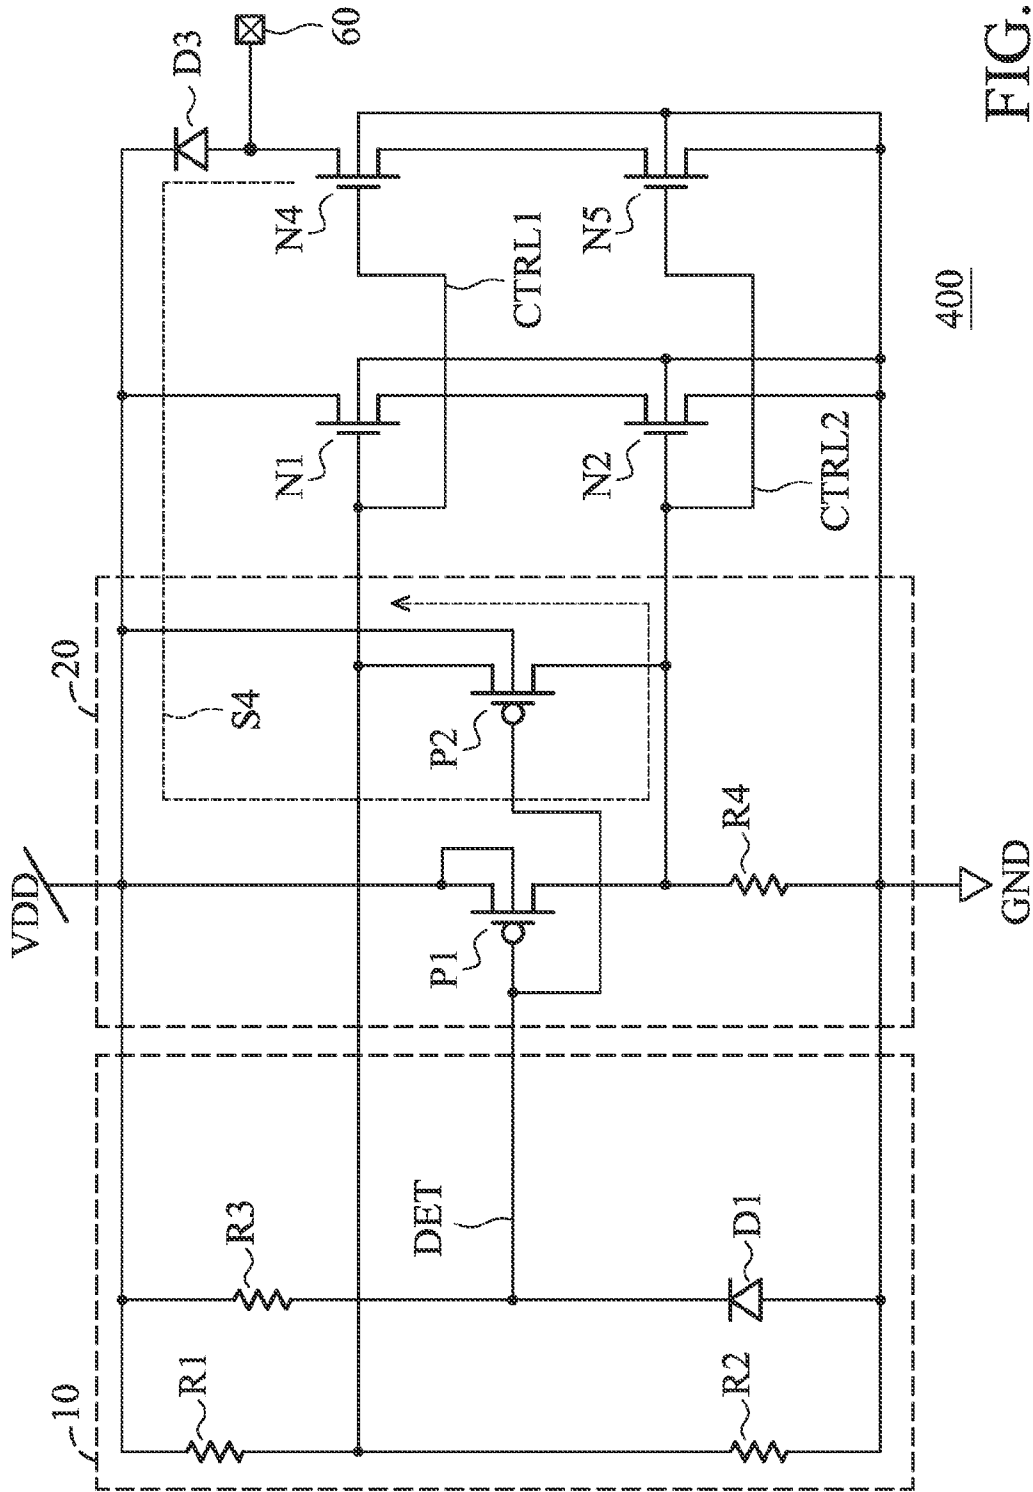 VDD
GND
10
20
R1
R2
R3
DET
D1
P1
P2
R4
S4
N1
N2
CTRL2
CTRL1
N4
N5
D3
60
400
FIG.